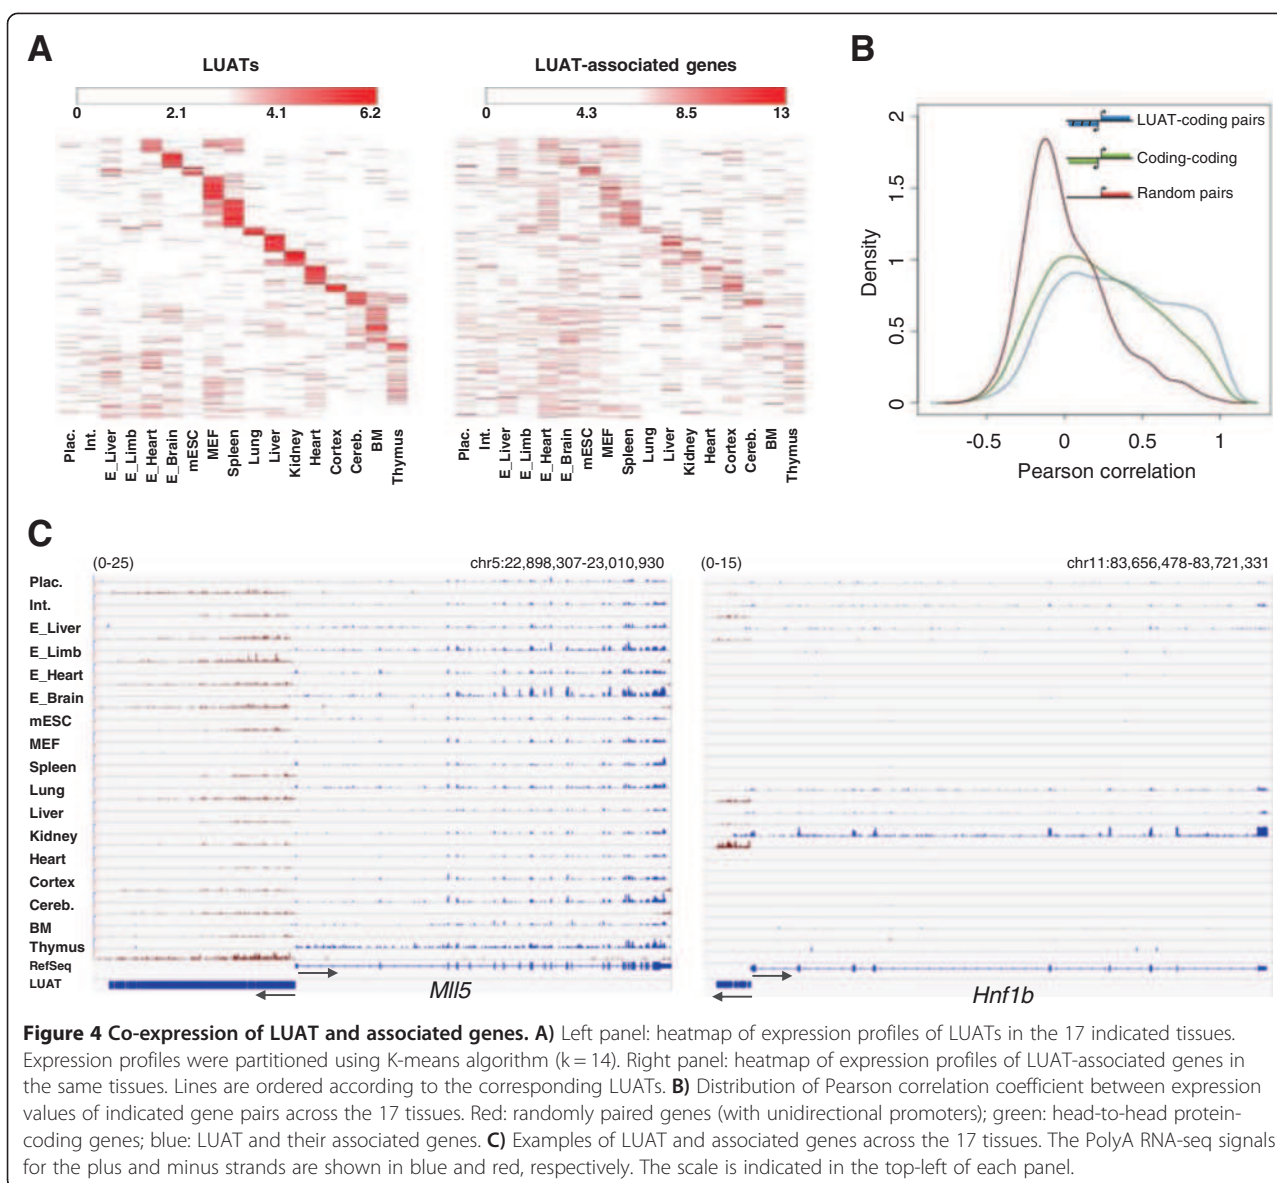 A
B
LUATs
LUAT-associated genes
0 2.1 4.1 6.2
0 4.3 8.5 13
Plac.
Int.
E_Liver
E_Limb
E_Heart
E_Brain
mESC
MEF
Spleen
Lung
Liver
Kidney
Heart
Cortex
Cereb.
BM
Thymus
Plac.
Int.
E_Liver
E_Limb
E_Heart
E_Brain
mESC
MEF
Spleen
Lung
Liver
Kidney
Heart
Cortex
Cereb.
BM
Thymus
LUAT-coding pairs
Coding-coding
Random pairs
Density
0
0.5
1
1.5
2
-0.5 0 0.5 1
Pearson correlation
C
(0-25) chr5:22,898,307-23,010,930
(0-15) chr11:83,656,478-83,721,331
Plac.
Int.
E_Liver
E_Limb
E_Heart
E_Brain
mESC
MEF
Spleen
Lung
Liver
Kidney
Heart
Cortex
Cereb.
BM
Thymus
RefSeq
LUAT
Mll5
Hnf1b
Figure 4 Co-expression of LUAT and associated genes. A) Left panel: heatmap of expression profiles of LUATs in the 17 indicated tissues.
Expression profiles were partitioned using K-means algorithm (k = 14). Right panel: heatmap of expression profiles of LUAT-associated genes in
the same tissues. Lines are ordered according to the corresponding LUATs. B) Distribution of Pearson correlation coefficient between expression
values of indicated gene pairs across the 17 tissues. Red: randomly paired genes (with unidirectional promoters); green: head-to-head protein-
coding genes; blue: LUAT and their associated genes. C) Examples of LUAT and associated genes across the 17 tissues. The PolyA RNA-seq signals
for the plus and minus strands are shown in blue and red, respectively. The scale is indicated in the top-left of each panel.